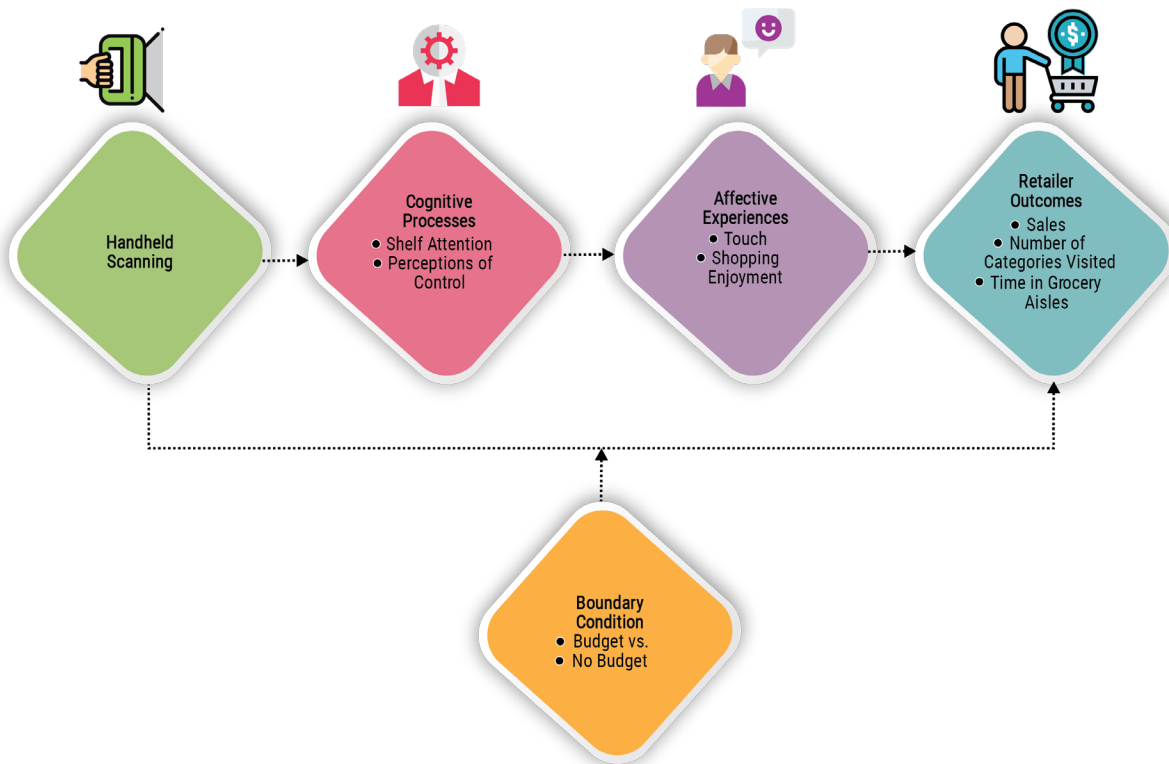 Handheld
Scanning
Cognitive
Processes
● Shelf Attention
● Perceptions of
Control
Affective
Experiences
● Touch
● Shopping
Enjoyment
Retailer
Outcomes
● Sales
● Number of
Categories Visited
● Time in Grocery
Aisles
$
Boundary
Condition
● Budget vs.
● No Budget